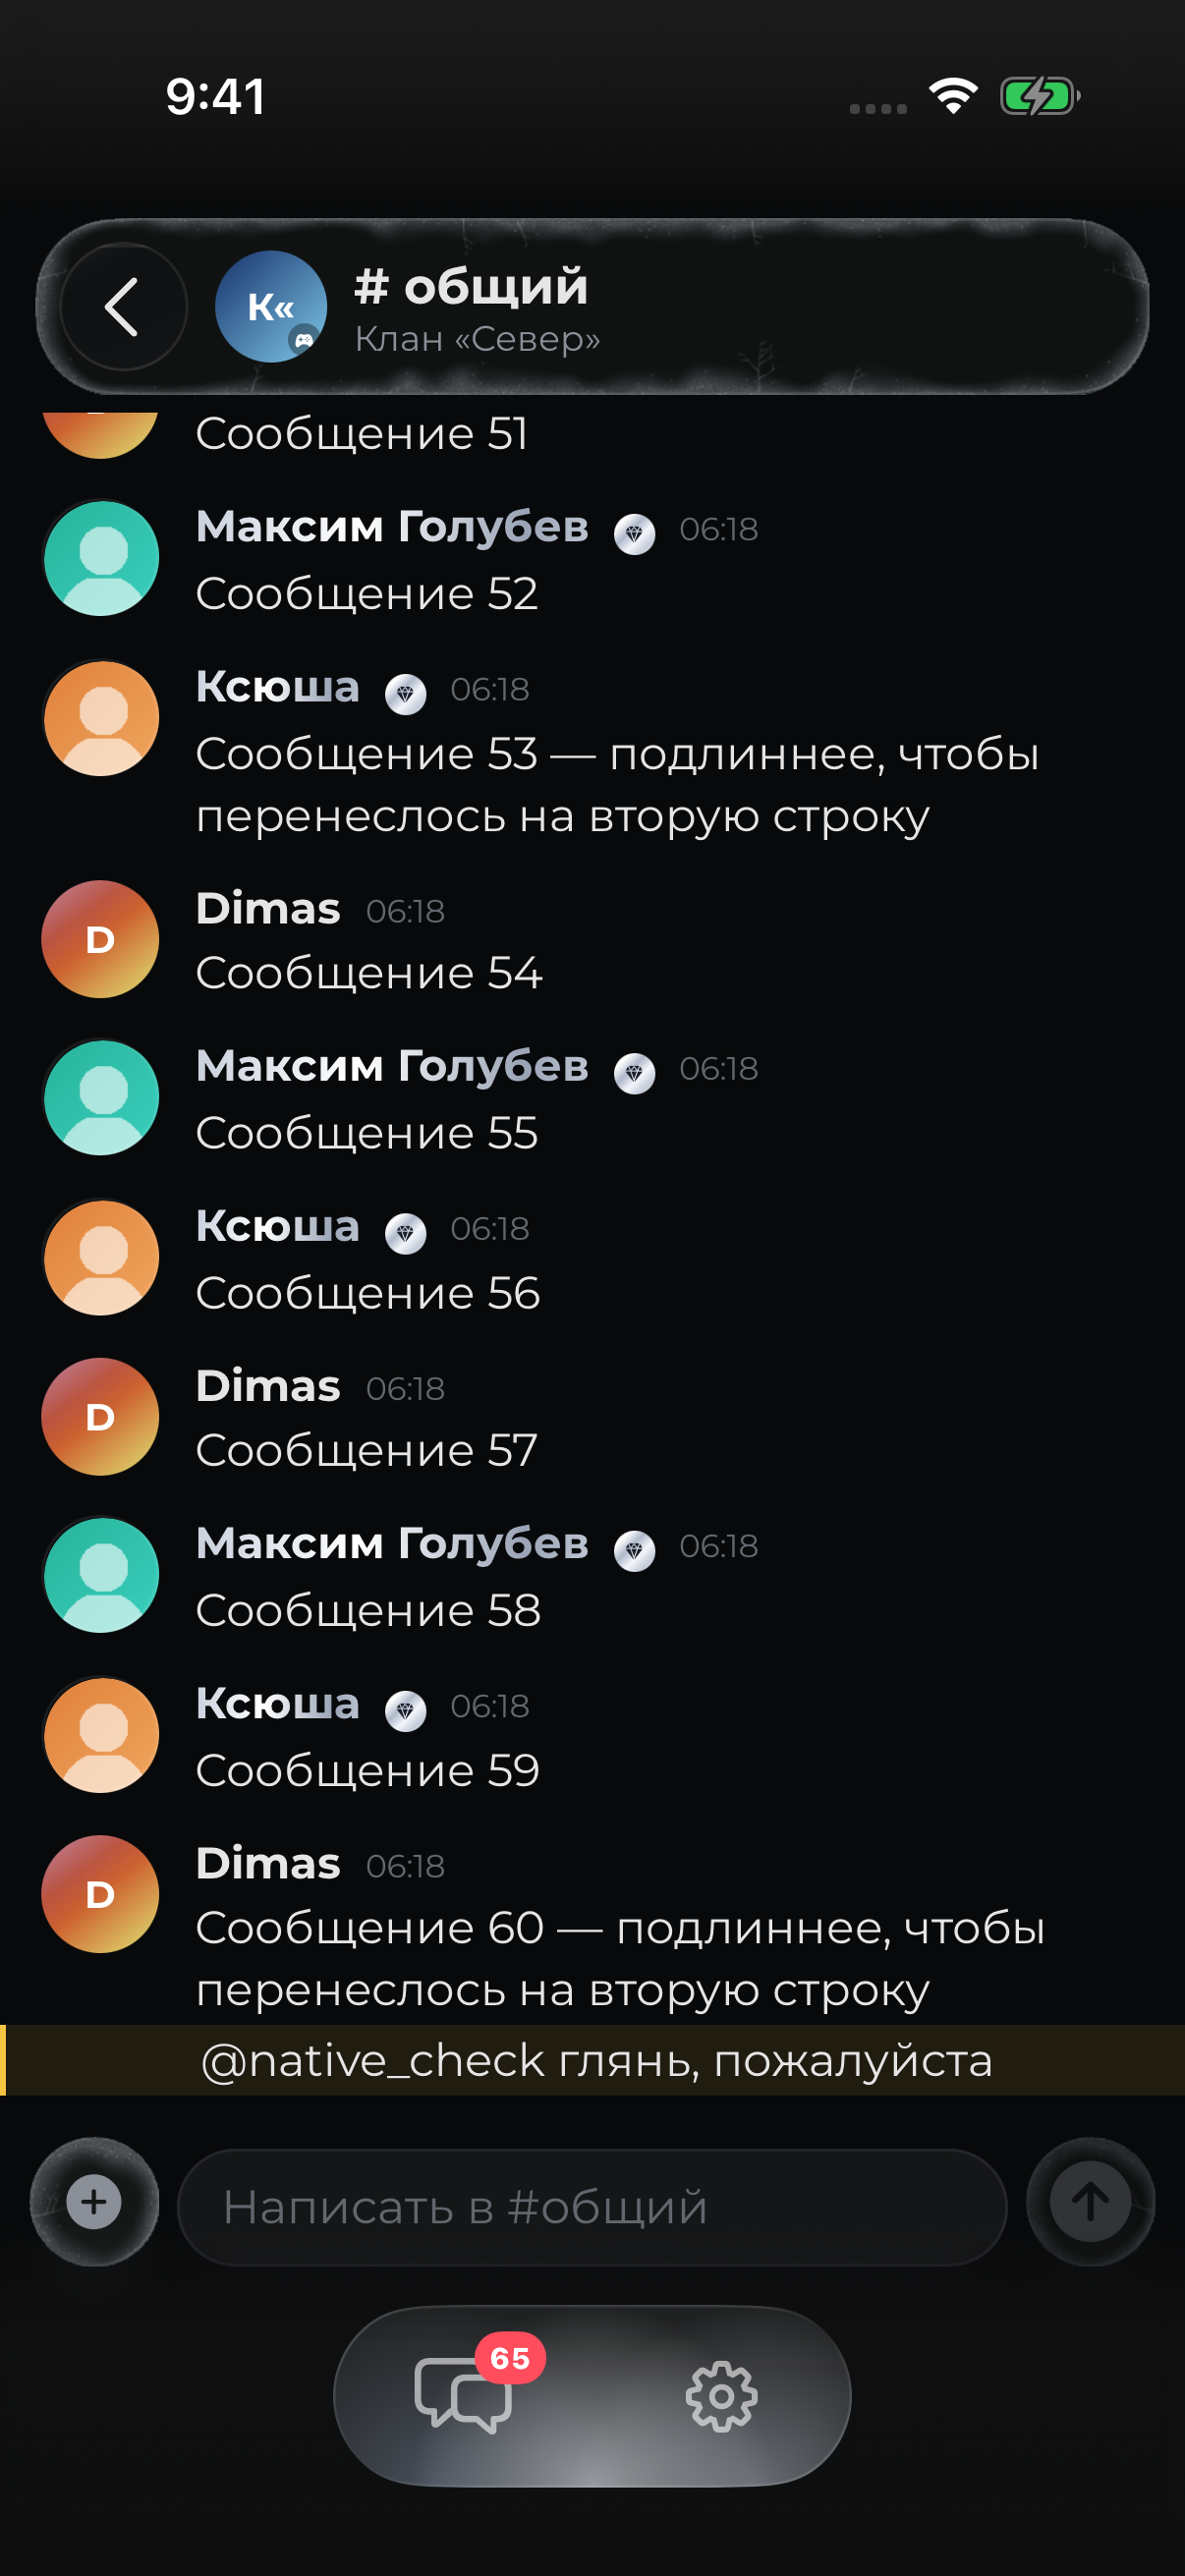 9:41
К«
# общий
Клан «Север»
Сообщение 51
Максим Голубев 06:18
Сообщение 52
Ксюша 06:18
Сообщение 53 — подлиннее, чтобы
перенеслось на вторую строку
Dimas 06:18
D
Сообщение 54
Максим Голубев 06:18
Сообщение 55
Ксюша 06:18
Сообщение 56
Dimas 06:18
D
Сообщение 57
Максим Голубев 06:18
Сообщение 58
Ксюша 06:18
Сообщение 59
Dimas 06:18
D
Сообщение 60 — подлиннее, чтобы
перенеслось на вторую строку
@native_check глянь, пожалуйста
Написать в #общий
65